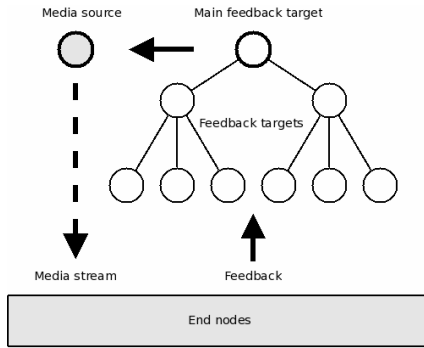 Media source
Main feedback target
Feedback targets
Media stream
Feedback
End nodes